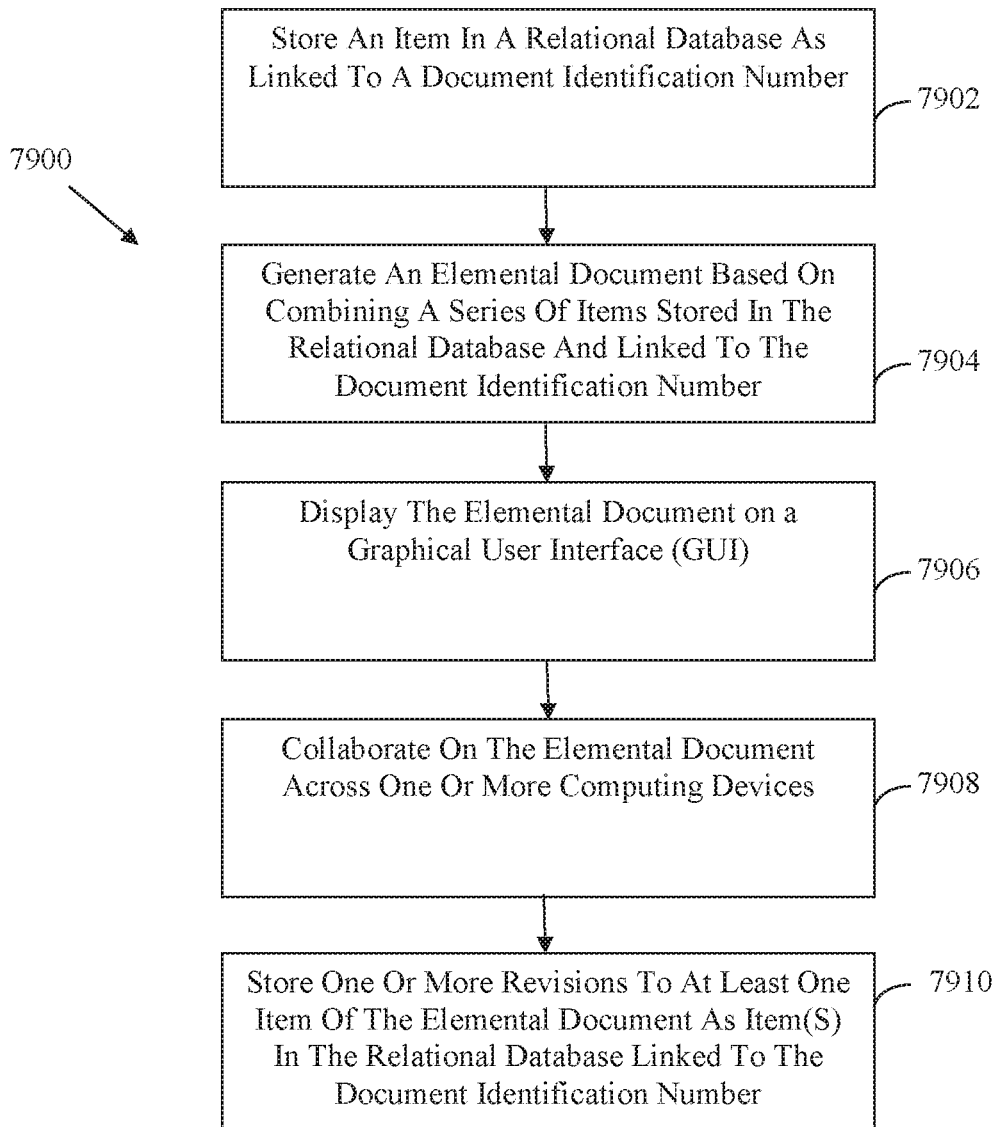 Store An Item In A Relational Database As
Linked To A Document Identification Number
7902
7900
Generate An Elemental Document Based On
Combining A Series Of Items Stored In The
Relational Database And Linked To The
Document Identification Number
7904
Display The Elemental Document on a
Graphical User Interface (GUI)
7906
Collaborate On The Elemental Document
Across One Or More Computing Devices
7908
Store One Or More Revisions To At Least One
Item Of The Elemental Document As Item(S)
In The Relational Database Linked To The
Document Identification Number
7910